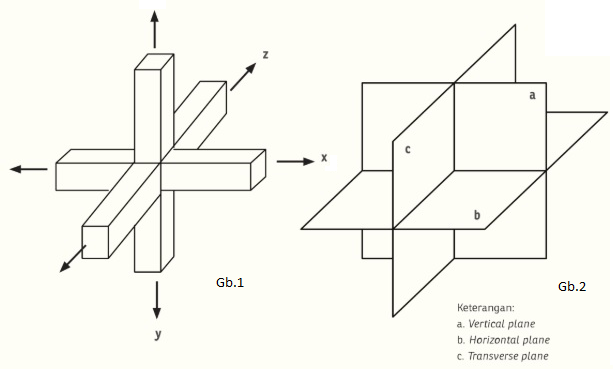 z
x
y
Gb.1
a
c
b
Gb.2
Keterangan:
a. Vertical plane
b. Horizontal plane
c. Transverse plane